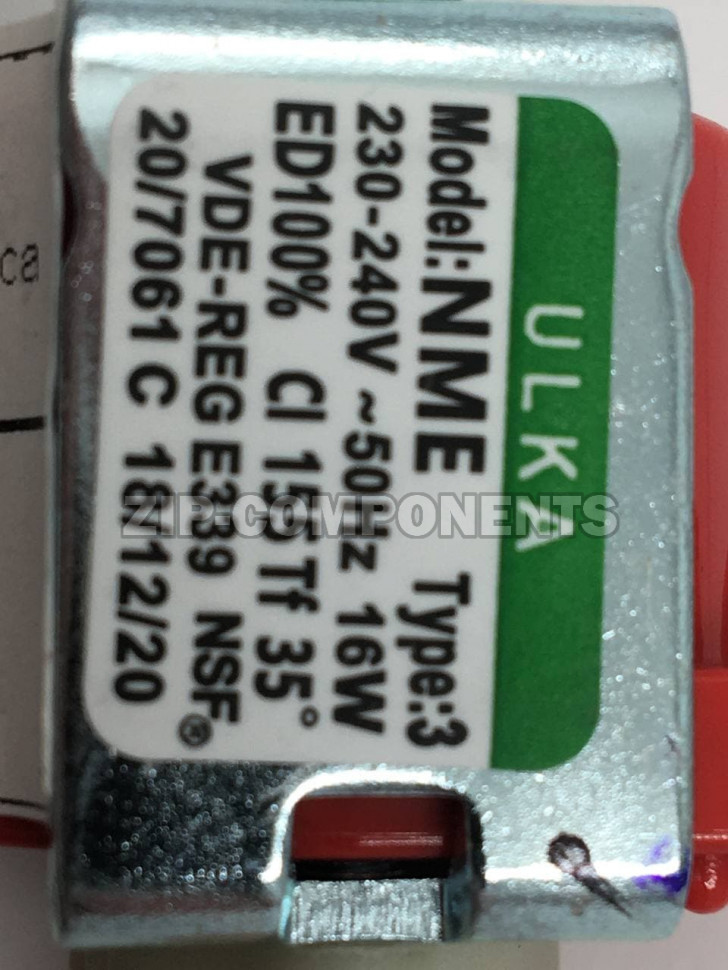 ULKA
Model:NME Type:3
230-240V ~50Hz 16W
ED100% Cl 155 Tf 35°
VDE-REG E339 NSF®
20/7061 C 18/12/20
ZIP-COMPONENTS
ca